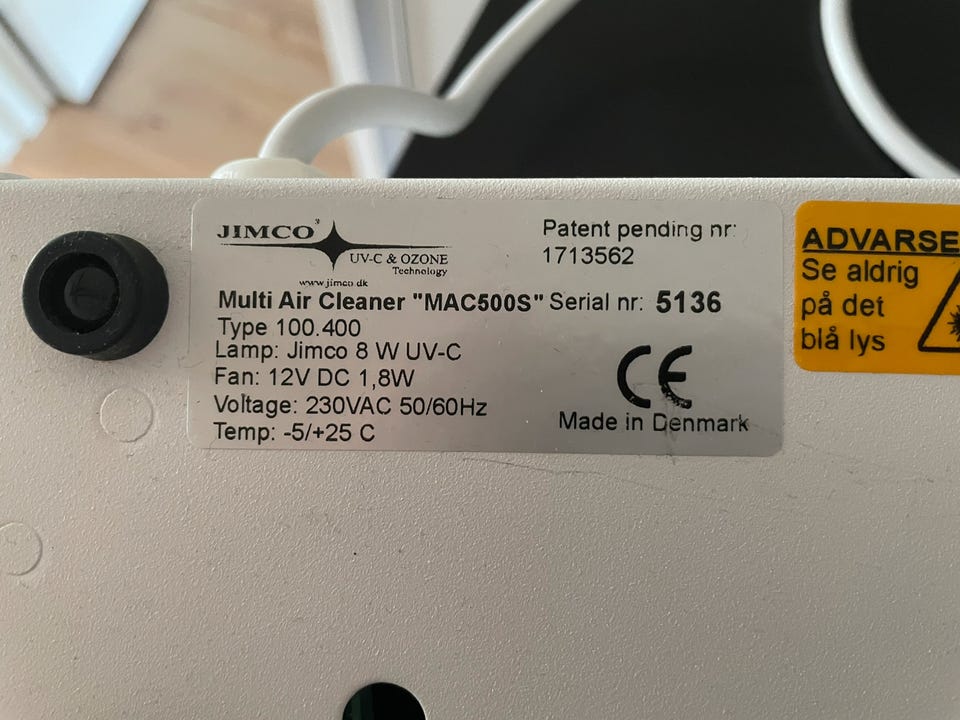 JIMCO
UV-C & OZONE
Technology
www.jimco.dk
Patent pending nr:
1713562
Multi Air Cleaner "MAC500S" Serial nr: 5136
Type 100.400
Lamp: Jimco 8 W UV-C
Fan: 12V DC 1,8W
Voltage: 230VAC 50/60Hz
Temp: -5/+25 C
CE
Made in Denmark
ADVARSE
Se aldrig
på det
blå lys